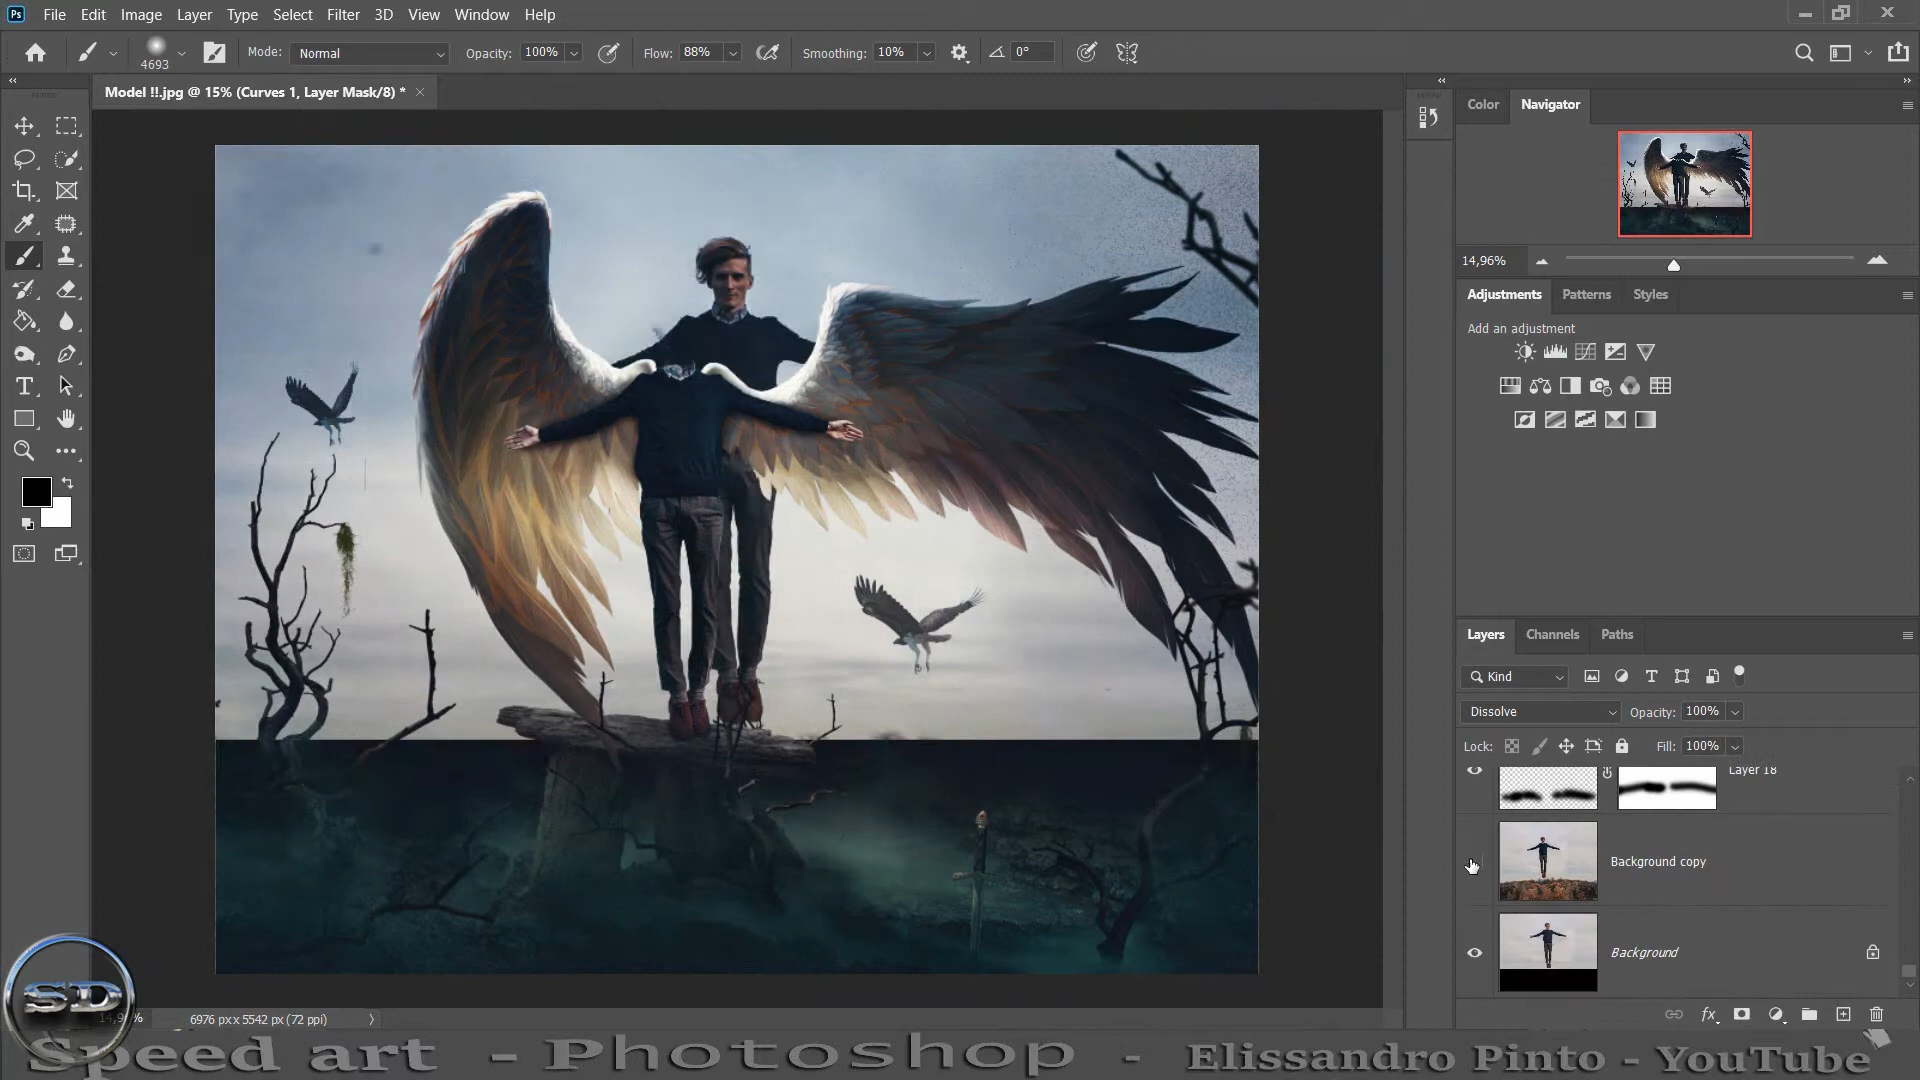 Ps File Edit Image Layer Type Select Filter 3D View Window Help
4693 Mode: Normal Opacity: 100% Flow: 88% Smoothing: 10% 0°
Model !!.jpg @ 15% (Curves 1, Layer Mask/8) *
Color Navigator
14,96%
Adjustments Patterns Styles
Add an adjustment
Layers Channels Paths
Kind
Dissolve Opacity: 100%
Lock: Fill: 100%
Layer 18
Background copy
Background
SD
6976 px x 5542 px (72 ppi)
fx
Speed art - Photoshop - Elissandro Pinto - YouTube